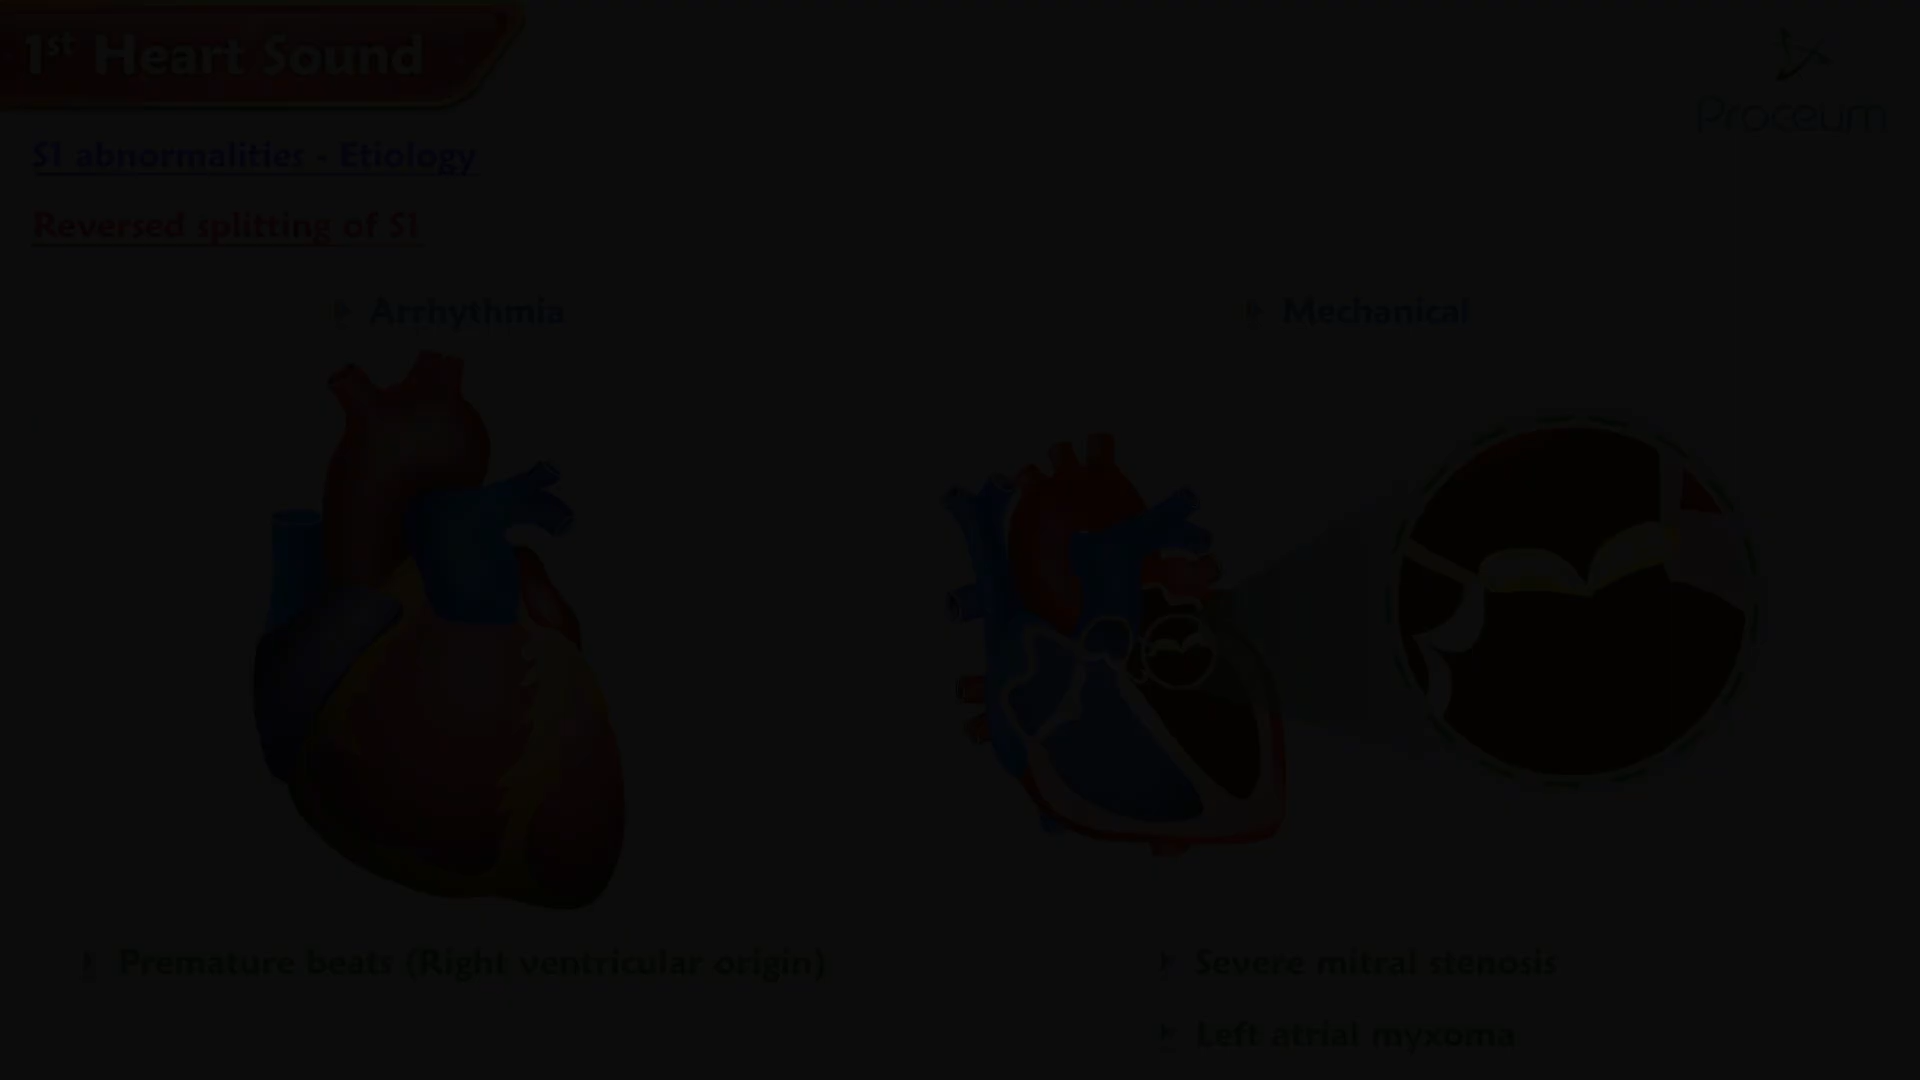 1st Heart Sound
Proceum
S1 abnormalities - Etiology
Reversed splitting of S1
Arrhythmia
Mechanical
Premature beats (Right ventricular origin)
Severe mitral stenosis
Left atrial myxoma